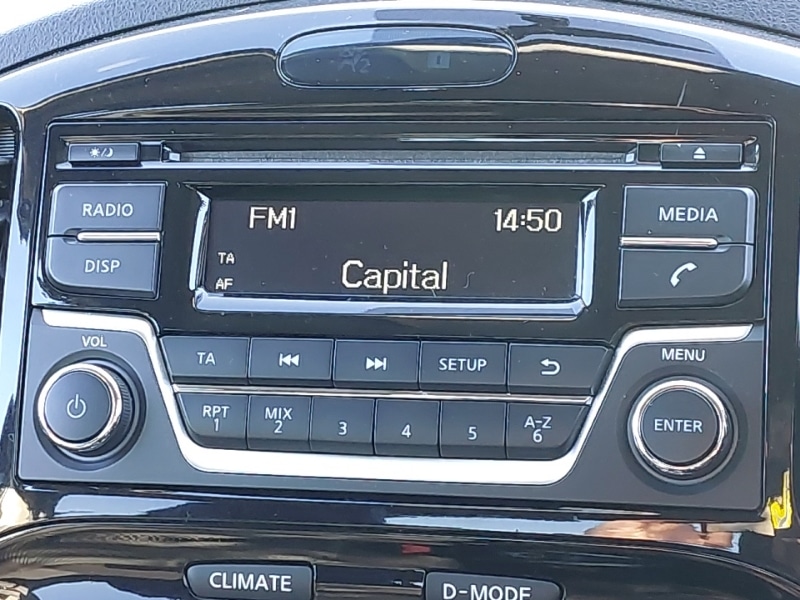 RADIO
DISP
FM1 14:50
TA
AF Capital
MEDIA
VOL
TA SETUP
RPT 1 MIX 2 3 4 5 A-Z 6
MENU
ENTER
CLIMATE D-MODE